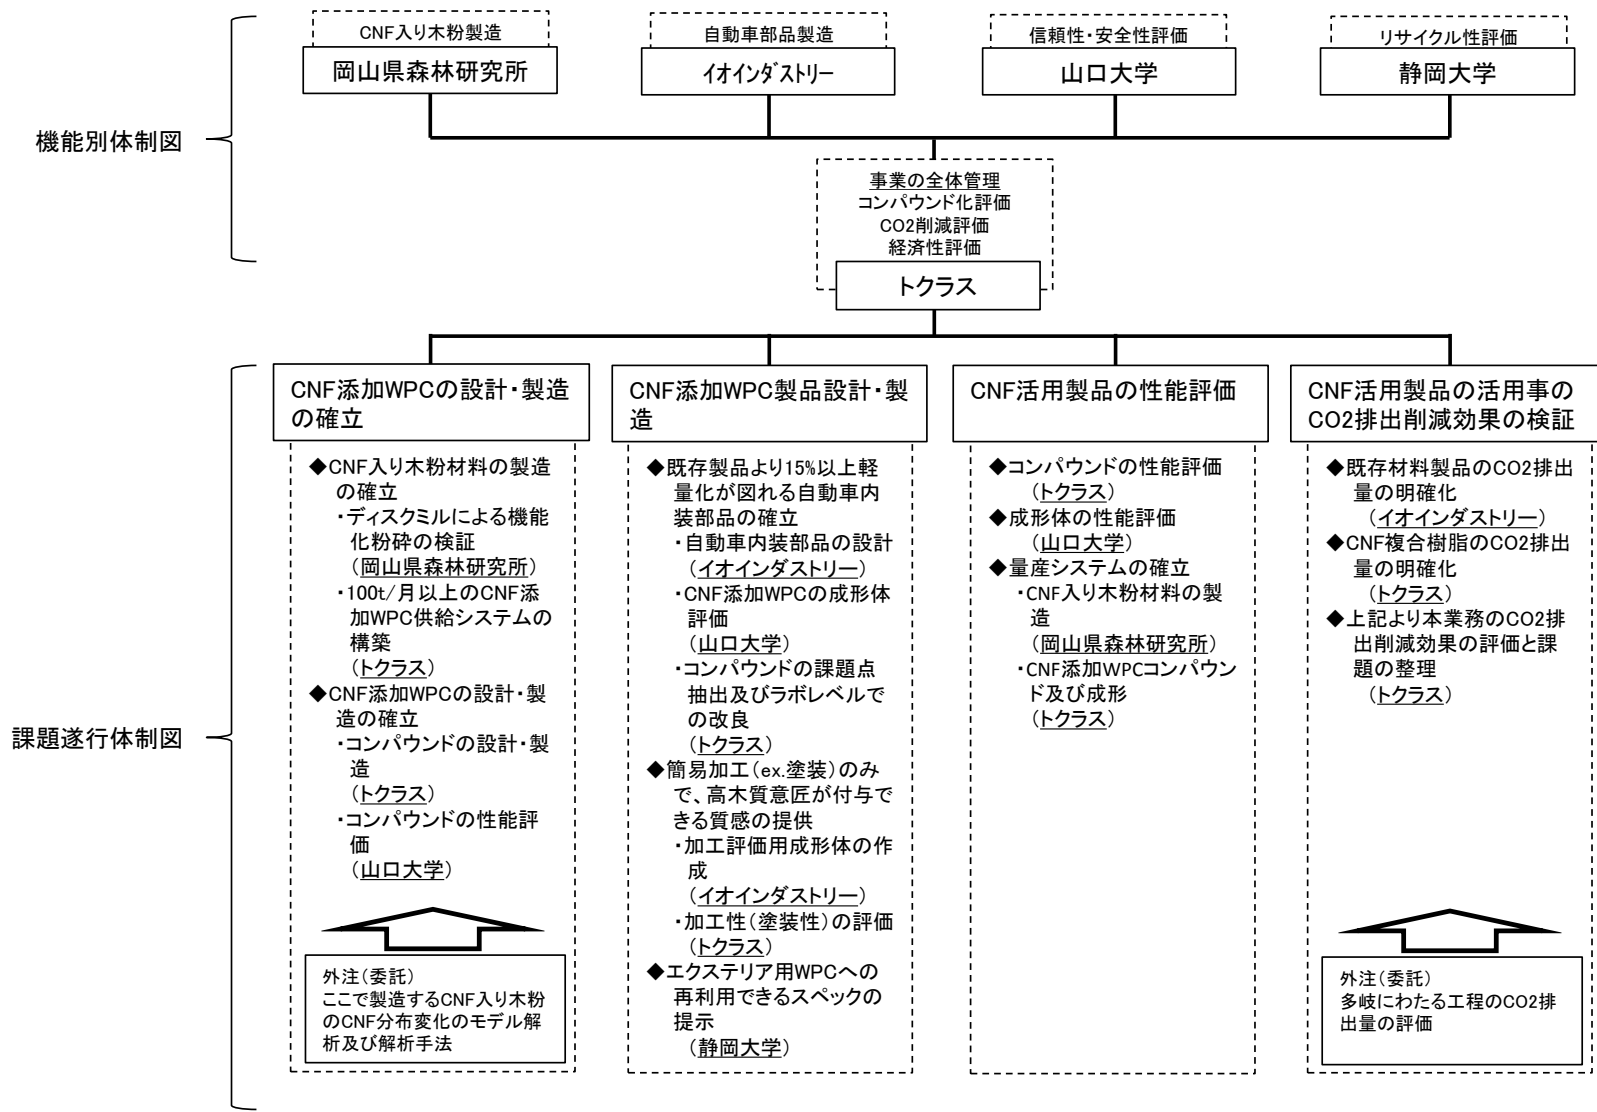 機能別体制図
CNF入り木粉製造
岡山県森林研究所
自動車部品製造
イオインダストリー
信頼性・安全性評価
山口大学
リサイクル性評価
静岡大学
事業の全体管理
コンパウンド化評価
CO2削減評価
経済性評価
トクラス
課題遂行体制図
CNF添加WPCの設計・製造
の確立
◆CNF入り木粉材料の製造
の確立
・ディスクミルによる機能
化粉砕の検証
(岡山県森林研究所)
・100t/月以上のCNF添
加WPC供給システムの
構築
(トクラス)
◆CNF添加WPCの設計・製
造の確立
・コンパウンドの設計・製
造
(トクラス)
・コンパウンドの性能評
価
(山口大学)
外注(委託)
ここで製造するCNF入り木粉
のCNF分布変化のモデル解
析及び解析手法
CNF添加WPC製品設計・製
造
◆既存製品より15%以上軽
量化が図れる自動車内
装部品の確立
・自動車内装部品の設計
(イオインダストリー)
・CNF添加WPCの成形体
評価
(山口大学)
・コンパウンドの課題点
抽出及びラボレベルで
の改良
(トクラス)
◆簡易加工(ex.塗装)のみ
で、高木質意匠が付与で
きる質感の提供
・加工評価用成形体の作
成
(イオインダストリー)
・加工性(塗装性)の評価
(トクラス)
◆エクステリア用WPCへの
再利用できるスペックの
提示
(静岡大学)
CNF活用製品の性能評価
◆コンパウンドの性能評価
(トクラス)
◆成形体の性能評価
(山口大学)
◆量産システムの確立
・CNF入り木粉材料の製
造
(岡山県森林研究所)
・CNF添加WPCコンパウン
ド及び成形
(トクラス)
CNF活用製品の活用事の
CO2排出削減効果の検証
◆既存材料製品のCO2排出
量の明確化
(イオインダストリー)
◆CNF複合樹脂のCO2排出
量の明確化
(トクラス)
◆上記より本業務のCO2排
出削減効果の評価と課
題の整理
(トクラス)
外注(委託)
多岐にわたる工程のCO2排
出量の評価